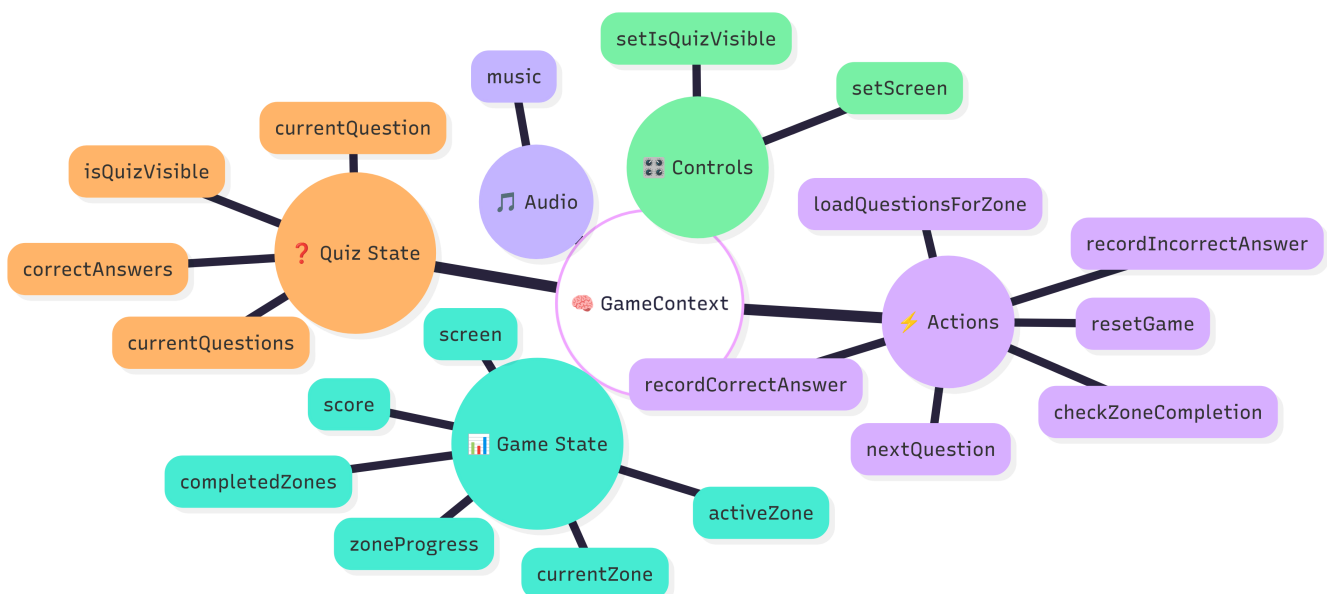 setIsQuizVisible
music
setScreen
currentQuestion
isQuizVisible
🎛️ Controls
🎵 Audio
loadQuestionsForZone
recordIncorrectAnswer
❓ Quiz State
correctAnswers
🧠 GameContext
⚡ Actions
resetGame
currentQuestions
screen
recordCorrectAnswer
score
checkZoneCompletion
📊 Game State
nextQuestion
completedZones
activeZone
zoneProgress
currentZone